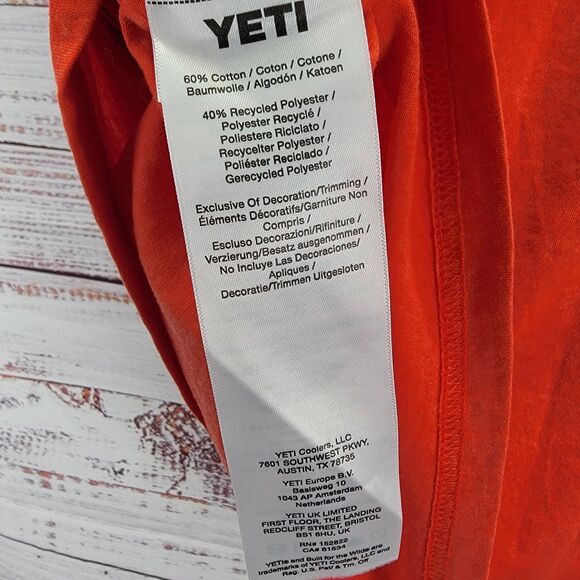 YETI
60% Cotton / Coton / Cotone /
Baumwolle / Algodón / Katoen
40% Recycled Polyester /
Polyester Recyclé /
Poliestere Riciclato /
Recycelter Polyester /
Poliéster Reciclado /
Gerecycled Polyester
Exclusive Of Decoration/Trimming /
Éléments Décoratifs/Garniture Non
Compris /
Escluso Decorazioni/Rifiniture /
Verzierung/Besatz ausgenommen /
No Incluye Las Decoraciones/
Apliques /
Decoratie/Trimmen Uitgesloten
YETI Coolers, LLC
7601 SOUTHWEST PKWY,
AUSTIN, TX 78735
YETI Europe B.V.
Basisweg 10
1043 AP Amsterdam
Netherlands
YETI UK LIMITED
FIRST FLOOR, THE LANDING
REDCLIFF STREET, BRISTOL
BS1 6HU, UK
RN# 152822
CA# 61534
YETI® and Built for the Wild® are
trademarks of YETI Coolers, LLC and
Reg. U.S. Pat & Tm. Off